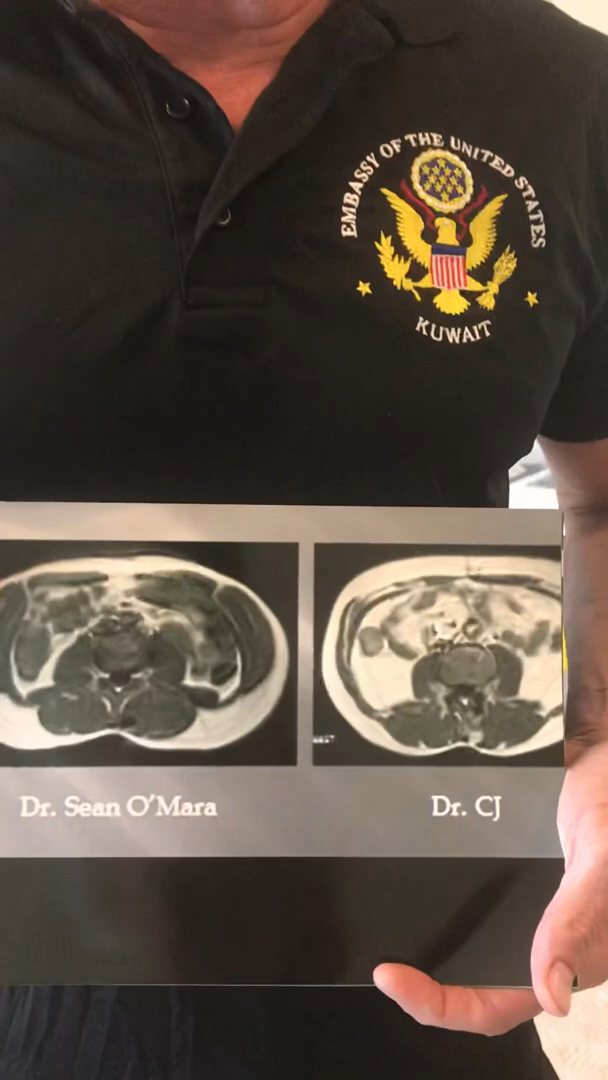 EMBASSY OF THE UNITED STATES
KUWAIT
Dr. Sean O'Mara
Dr. CJ